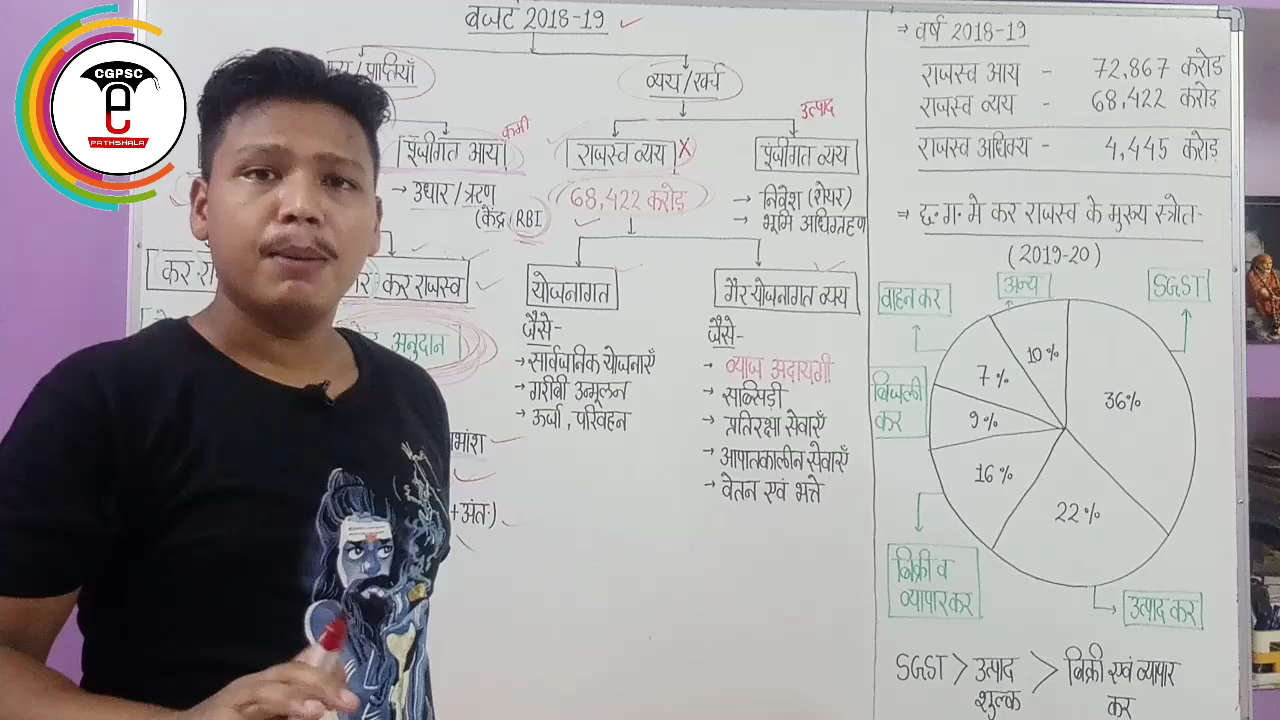 CGPSC
e
PATHSHALA
बजट 2018-19
व्यय/खर्च
उत्पाद
पूंजीगत आय
राजस्व व्यय X
पूंजीगत व्यय
→ उधार/ऋण
(केंद्र, RBI
68,422 करोड़
→ निवेश (शेयर)
→ भूमि अधिग्रहण
कर राजस्व
योजनागत
गैर योजनागत व्यय
अनुदान
जैसे-
→ सार्वजनिक योजनाएँ
→ गरीबी उन्मूलन
→ ऊर्जा, परिवहन
जैसे-
→ ब्याज अदायगी
→ सब्सिड़ी
→ प्रतिरक्षा सेवाएँ
→ आपातकालीन सेवाएँ
→ वेतन एवं भत्ते
+अंत.)
→ वर्ष 2018-19
राजस्व आय - 72,867 करोड़
राजस्व व्यय - 68,422 करोड़
राजस्व अधिक्य - 4,445 करोड़
→ छ.ग. मे कर राजस्व के मुख्य स्त्रोत-
(2019-20)
वाहन कर
अन्य
SGST
10%
7%
36%
बिजली
कर
9%
16%
22%
बिक्री व
व्यापार कर
उत्पाद कर
SGST > उत्पाद शुल्क > बिक्री एवं व्यापार कर